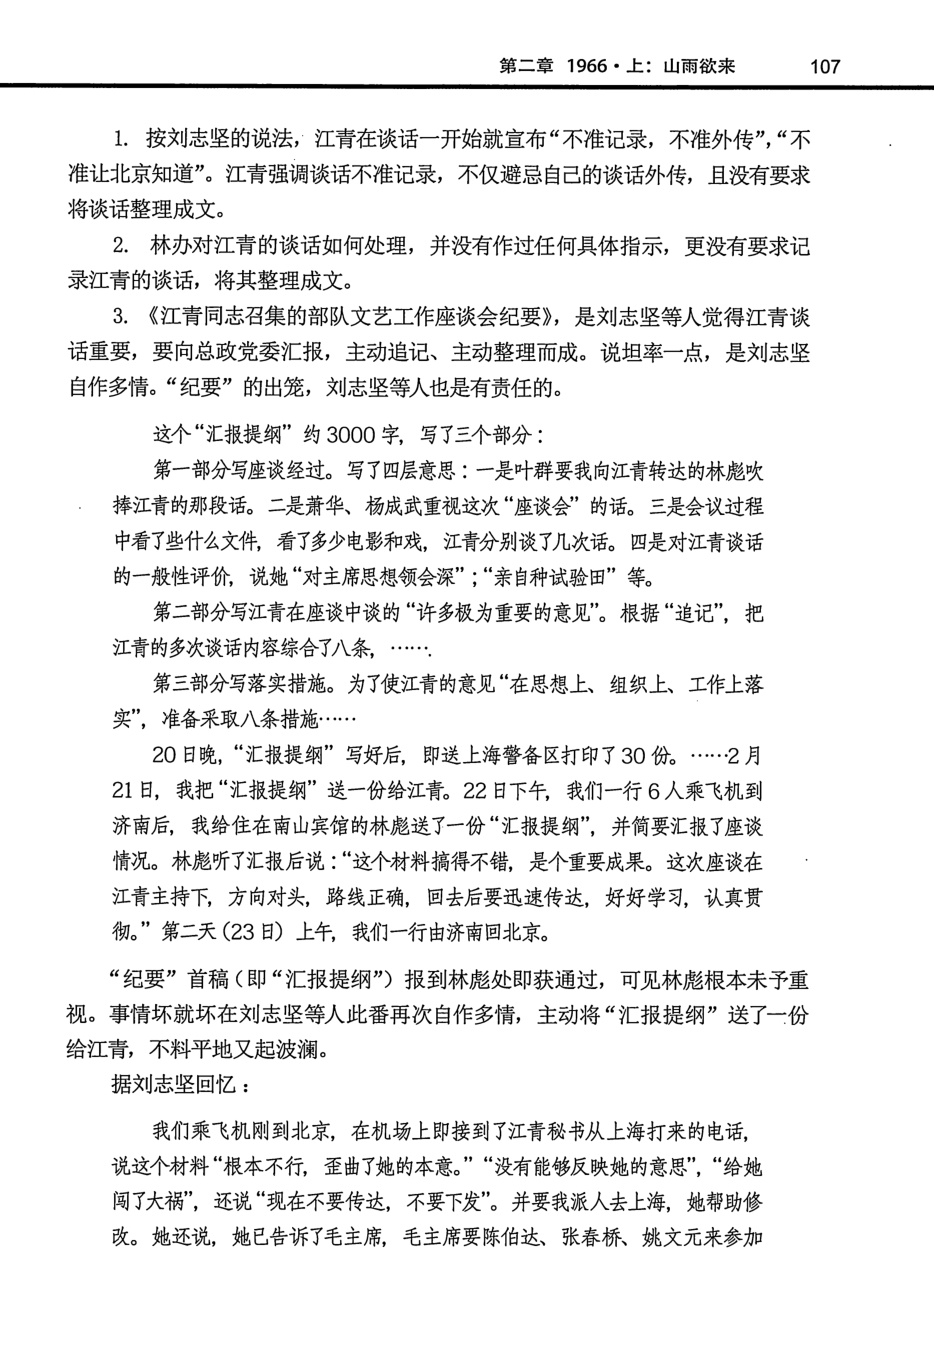 第二章 1966·上：山雨欲来 107
1. 按刘志坚的说法，江青在谈话一开始就宣布“不准记录，不准外传”，“不
准让北京知道”。江青强调谈话不准记录，不仅避忌自己的谈话外传，且没有要求
将谈话整理成文。
2. 林办对江青的谈话如何处理，并没有作过任何具体指示，更没有要求记
录江青的谈话，将其整理成文。
3. 《江青同志召集的部队文艺工作座谈会纪要》，是刘志坚等人觉得江青谈
话重要，要向总政党委汇报，主动追记、主动整理而成。说坦率一点，是刘志坚
自作多情。“纪要”的出笼，刘志坚等人也是有责任的。
这个“汇报提纲”约 3000 字，写了三个部分：
第一部分写座谈经过。写了四层意思：一是叶群要我向江青转达的林彪吹
捧江青的那段话。二是萧华、杨成武重视这次“座谈会”的话。三是会议过程
中看了些什么文件，看了多少电影和戏，江青分别谈了几次话。四是对江青谈话
的一般性评价，说她“对主席思想领会深”；“亲自种试验田”等。
第二部分写江青在座谈中谈的“许多极为重要的意见”。根据“追记”，把
江青的多次谈话内容综合了八条，…….
第三部分写落实措施。为了使江青的意见“在思想上、组织上、工作上落
实”，准备采取八条措施……
20 日晚，“汇报提纲”写好后，即送上海警备区打印了 30 份。……2 月
21 日，我把“汇报提纲”送一份给江青。22 日下午，我们一行 6 人乘飞机到
济南后，我给住在南山宾馆的林彪送了一份“汇报提纲”，并简要汇报了座谈
情况。林彪听了汇报后说：“这个材料搞得不错，是个重要成果。这次座谈在
江青主持下，方向对头，路线正确，回去后要迅速传达，好好学习，认真贯
彻。”第二天（23 日）上午，我们一行由济南回北京。
“纪要”首稿（即“汇报提纲”）报到林彪处即获通过，可见林彪根本未予重
视。事情坏就坏在刘志坚等人此番再次自作多情，主动将“汇报提纲”送了一份
给江青，不料平地又起波澜。
据刘志坚回忆：
我们乘飞机刚到北京，在机场上即接到了江青秘书从上海打来的电话，
说这个材料“根本不行，歪曲了她的本意。”“没有能够反映她的意思”，“给她
闯了大祸”，还说“现在不要传达，不要下发”。并要我派人去上海，她帮助修
改。她还说，她已告诉了毛主席，毛主席要陈伯达、张春桥、姚文元来参加